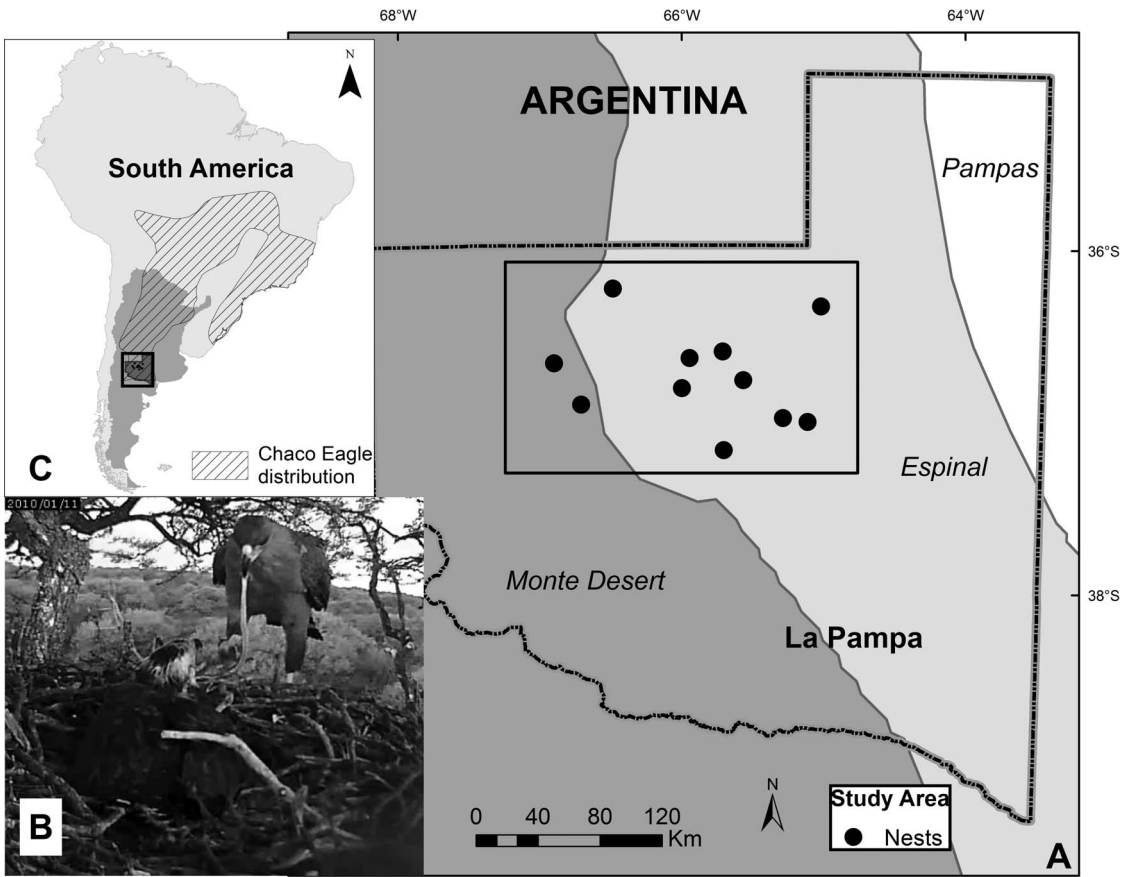 68°W
66°W
64°W
N
ARGENTINA
South America
Pampas
36°S
Chaco Eagle
distribution
C
Espinal
2010/01/11
Monte Desert
38°S
La Pampa
N
Study Area
Nests
0 20 40 80 120
Km
B
A